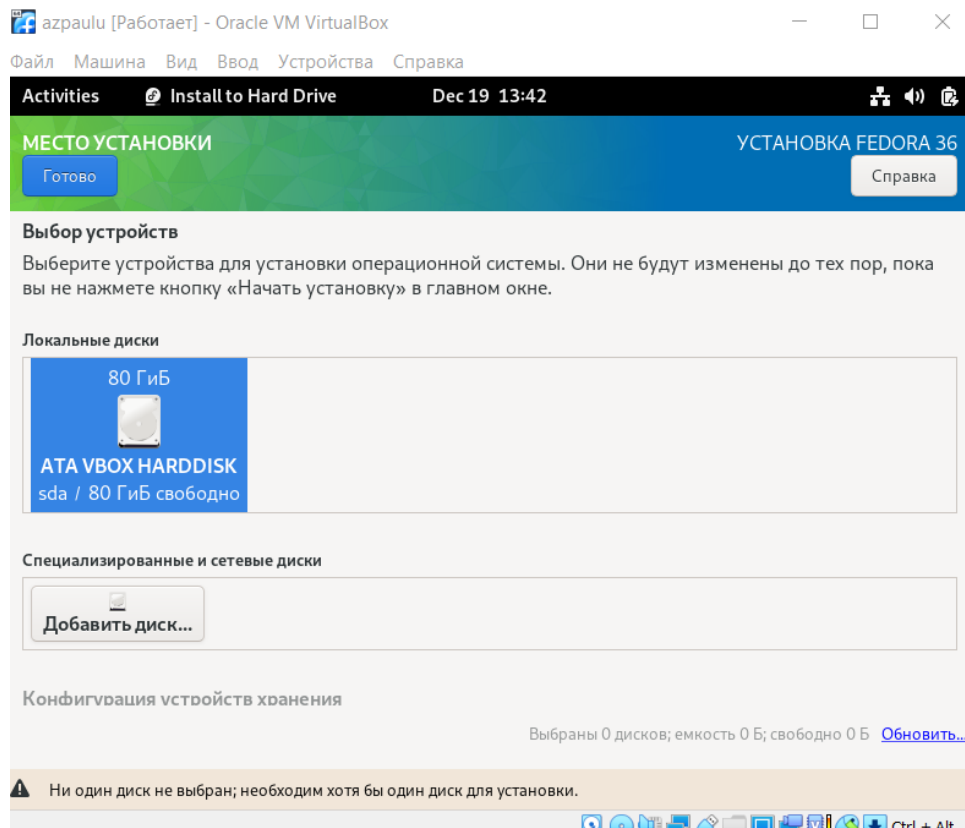 azpaulu [Работает] - Oracle VM VirtualBox
Файл Машина Вид Ввод Устройства Справка
Activities Install to Hard Drive Dec 19 13:42
МЕСТО УСТАНОВКИ УСТАНОВКА FEDORA 36
Готово Справка
Выбор устройств
Выберите устройства для установки операционной системы. Они не будут изменены до тех пор, пока
вы не нажмете кнопку «Начать установку» в главном окне.
Локальные диски
80 ГиБ
ATA VBOX HARDDISK
sda / 80 ГиБ свободно
Специализированные и сетевые диски
Добавить диск...
Конфигурация устройств хранения
Выбраны 0 дисков; емкость 0 Б; свободно 0 Б Обновить...
Ни один диск не выбран; необходим хотя бы один диск для установки.
Ctrl + Alt